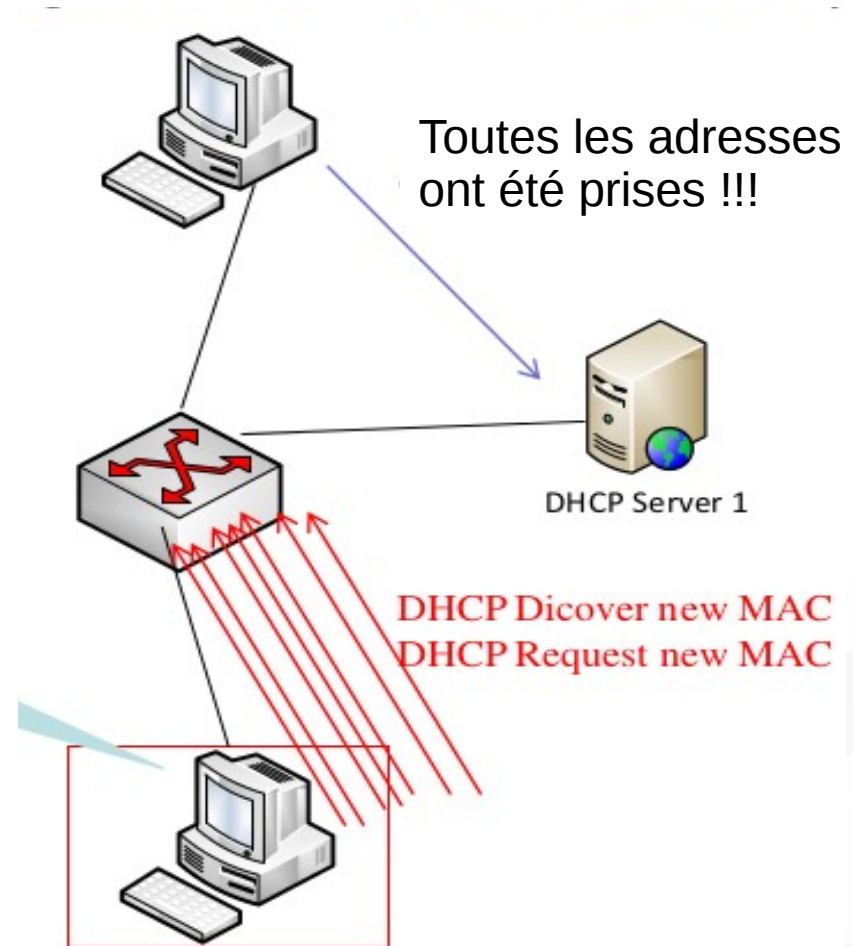 Toutes les adresses
ont été prises !!!
DHCP Server 1
DHCP Dicover new MAC
DHCP Request new MAC